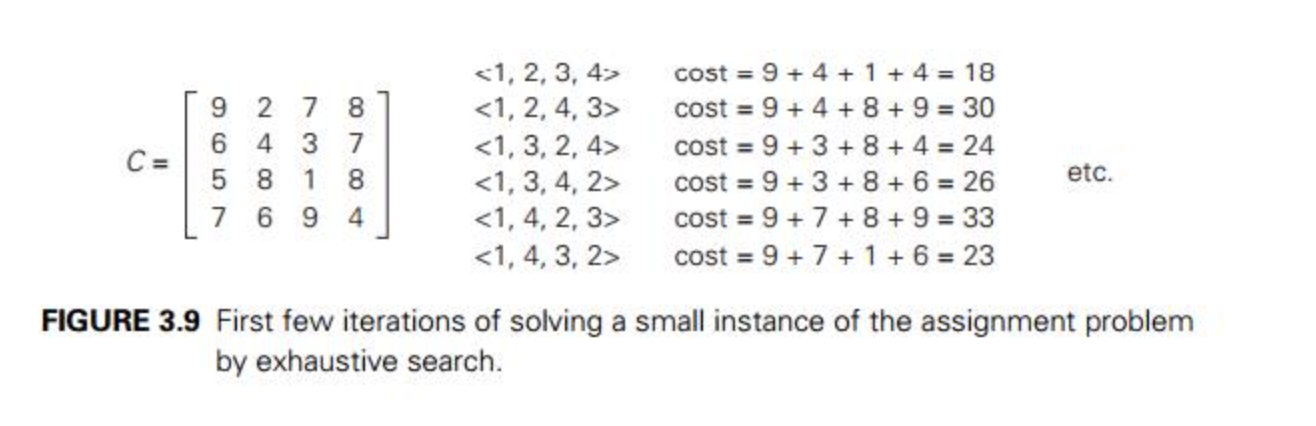 <1, 2, 3, 4> cost = 9 + 4 + 1 + 4 = 18
9 2 7 8 <1, 2, 4, 3> cost = 9 + 4 + 8 + 9 = 30
6 4 3 7 <1, 3, 2, 4> cost = 9 + 3 + 8 + 4 = 24
C = 5 8 1 8 <1, 3, 4, 2> cost = 9 + 3 + 8 + 6 = 26 etc.
7 6 9 4 <1, 4, 2, 3> cost = 9 + 7 + 8 + 9 = 33
<1, 4, 3, 2> cost = 9 + 7 + 1 + 6 = 23
FIGURE 3.9 First few iterations of solving a small instance of the assignment problem
by exhaustive search.